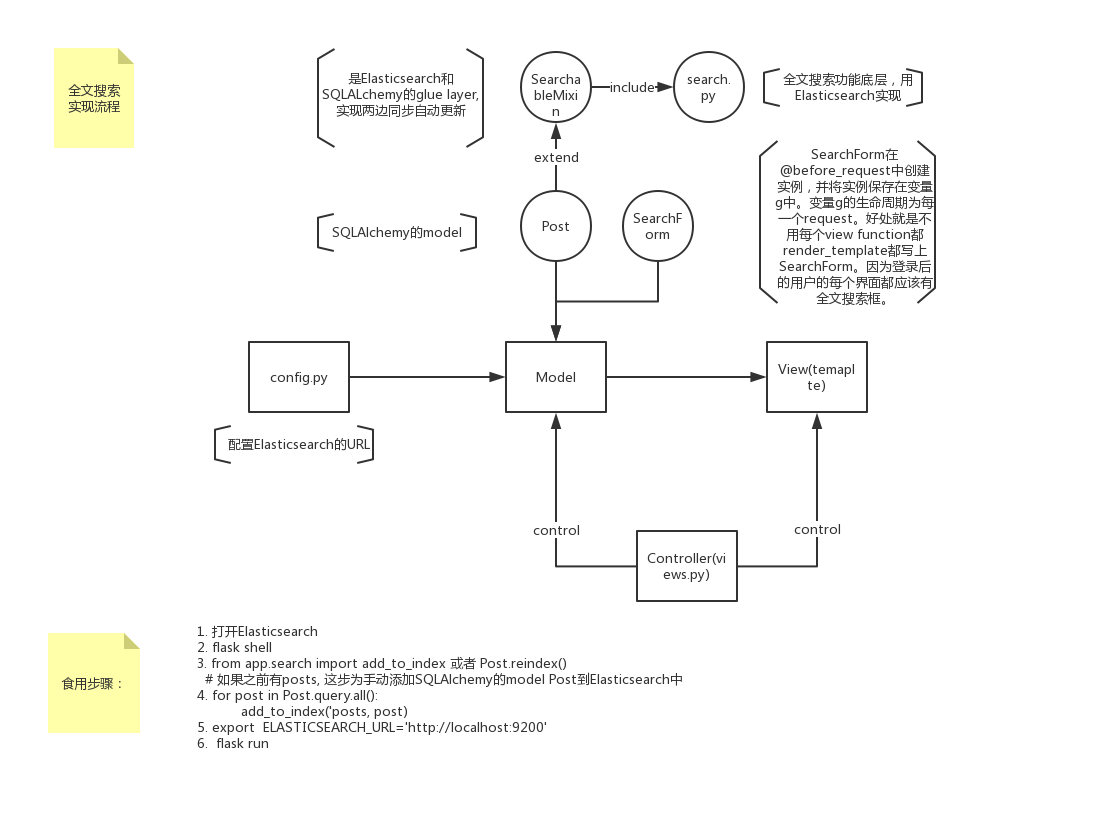 全文搜索
实现流程
是Elasticsearch和
SQLALchemy的glue layer,
实现两边同步自动更新
Searcha
bleMixi
n
include
search.
py
全文搜索功能底层，用
Elasticsearch实现
extend
SQLAlchemy的model
Post
SearchF
orm
SearchForm在
@before_request中创建
实例，并将实例保存在变量
g中。变量g的生命周期为每
一个request。好处就是不
用每个view function都
render_template都写上
SearchForm。因为登录后
的用户的每个界面都应该有
全文搜索框。
config.py
Model
View(temapl
te)
配置Elasticsearch的URL
control
control
Controller(vi
ews.py)
食用步骤：
1. 打开Elasticsearch
2. flask shell
3. from app.search import add_to_index 或者 Post.reindex()
# 如果之前有posts, 这步为手动添加SQLAlchemy的model Post到Elasticsearch中
4. for post in Post.query.all():
add_to_index('posts, post)
5. export  ELASTICSEARCH_URL='http://localhost:9200'
6.  flask run